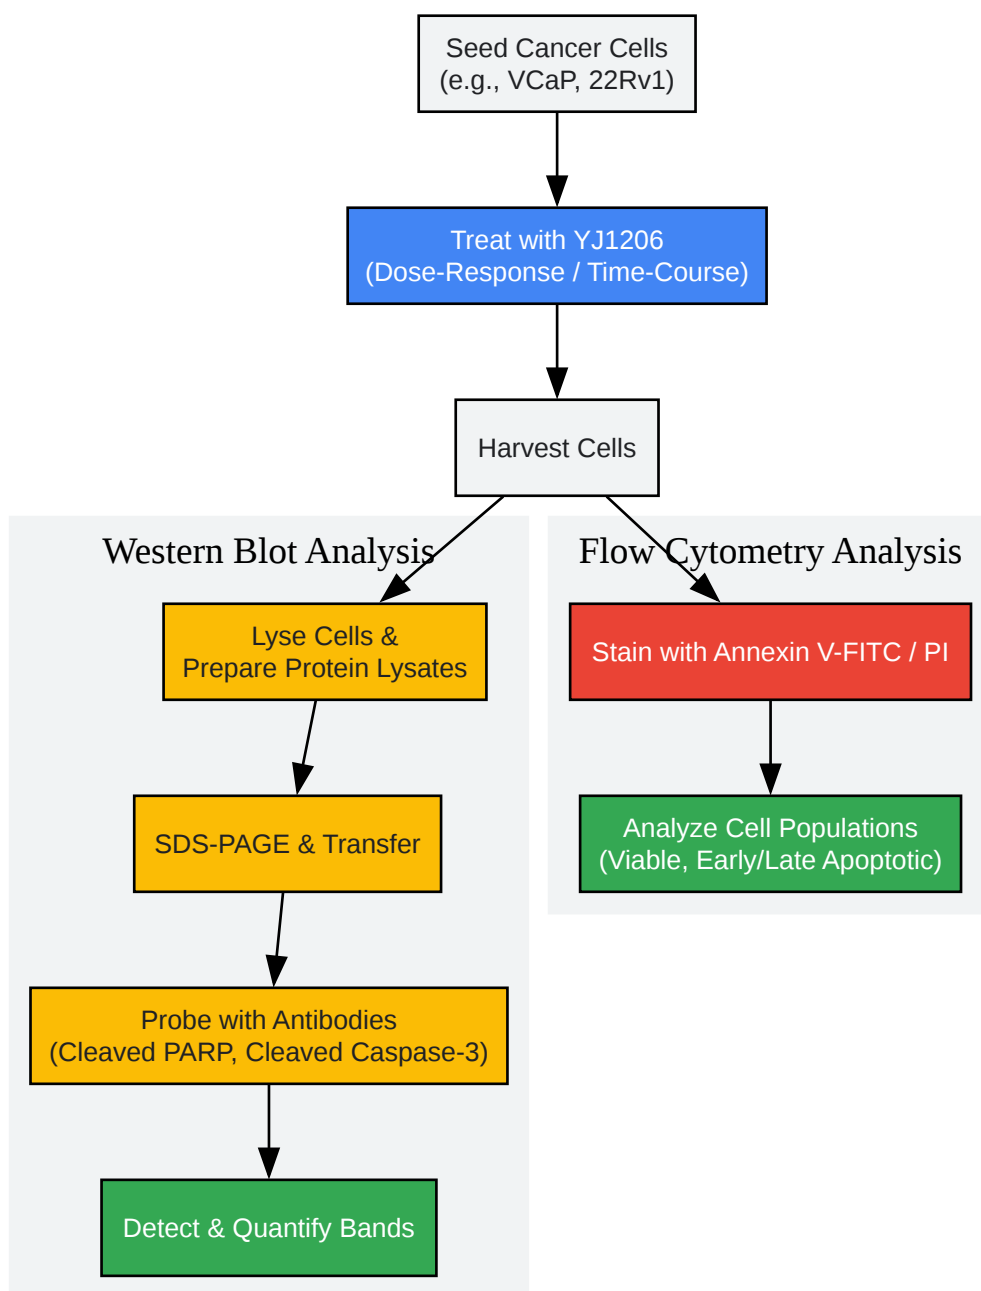 Seed Cancer Cells
(e.g., VCaP, 22Rv1)
Treat with YJ1206
(Dose-Response / Time-Course)
Harvest Cells
Western Blot Analysis
Lyse Cells &
Prepare Protein Lysates
SDS-PAGE & Transfer
Probe with Antibodies
(Cleaved PARP, Cleaved Caspase-3)
Detect & Quantify Bands
Flow Cytometry Analysis
Stain with Annexin V-FITC / PI
Analyze Cell Populations
(Viable, Early/Late Apoptotic)